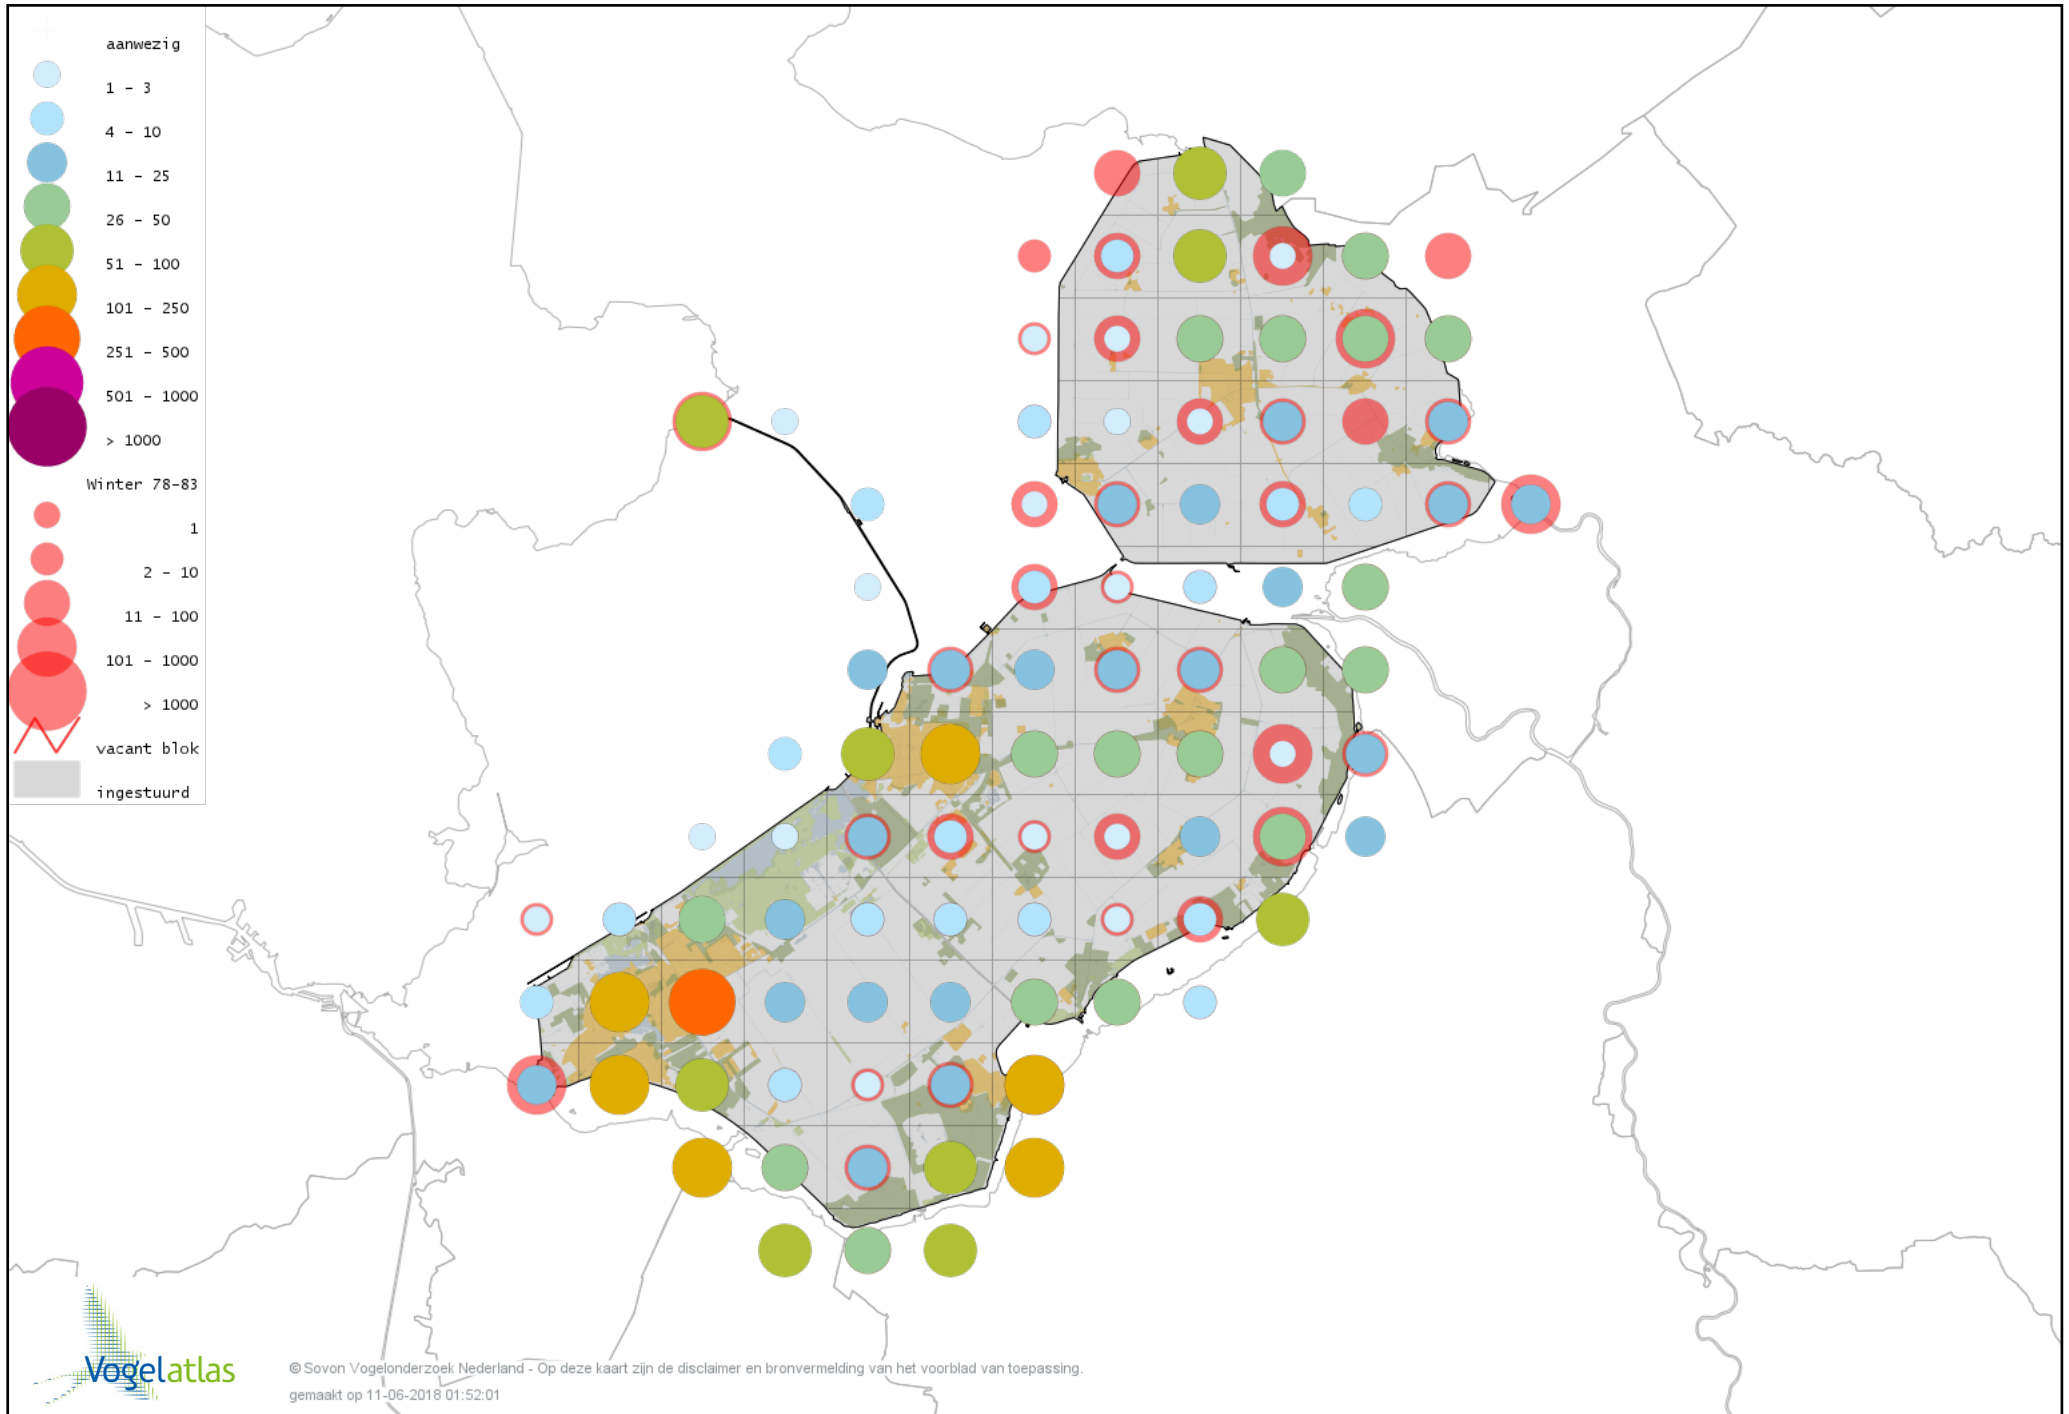 aanwezig
1 - 3
4 - 10
11 - 25
26 - 50
51 - 100
101 - 250
251 - 500
501 - 1000
> 1000
Winter 78-83
1
2 - 10
11 - 100
101 - 1000
> 1000
vacant blok
ingestuurd
Vogelatlas
© Sovon Vogelonderzoek Nederland - Op deze kaart zijn de disclaimer en bronvermelding van het voorblad van toepassing.
gemaakt op 11-06-2018 01:52:01